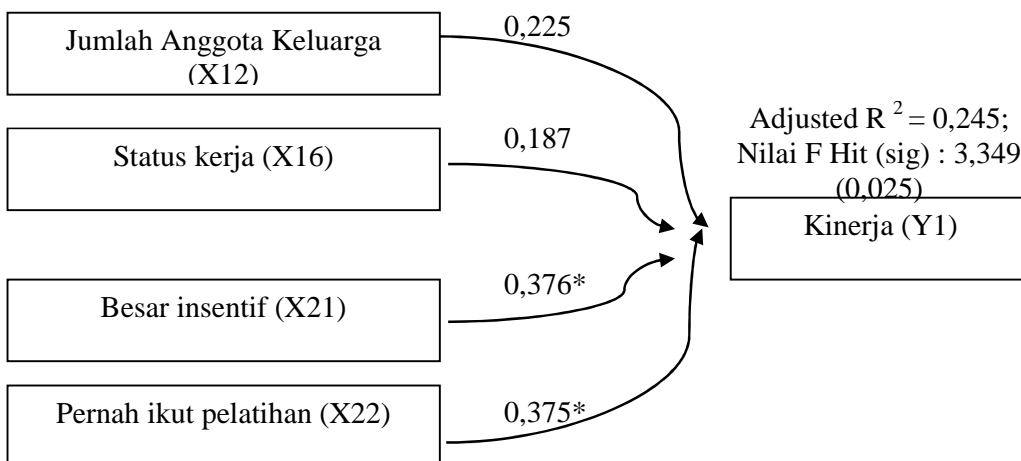 Jumlah Anggota Keluarga
(X12)
0,225
Status kerja (X16)
0,187
Besar insentif (X21)
0,376*
Pernah ikut pelatihan (X22)
0,375*
Adjusted R ² = 0,245;
Nilai F Hit (sig) : 3,349
(0,025)
Kinerja (Y1)